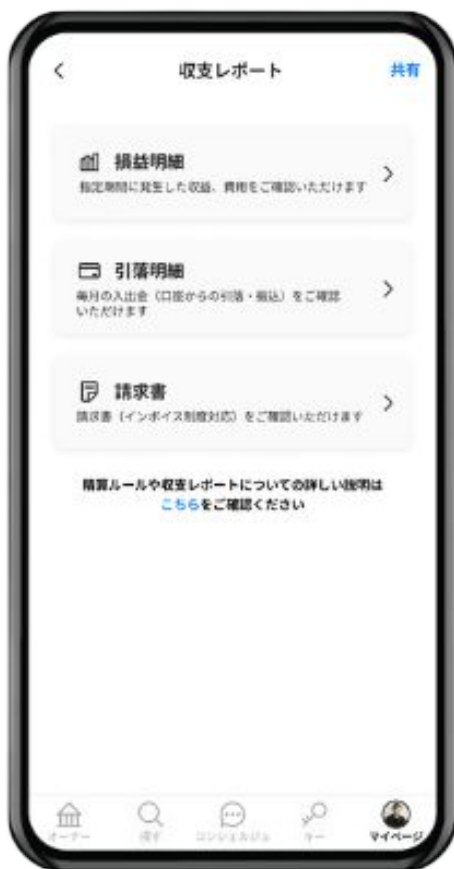 収支レポート 共有
損益明細
指定期間に発生した収益、費用をご確認いただけます
引落明細
毎月の入出金（口座からの引落・振込）をご確認
いただけます
請求書
請求書（インボイス制度対応）をご確認いただけます
精算ルールや収支レポートについての詳しい説明は
こちらをご確認ください
オーナー 探す コンシェルジュ キー マイページ